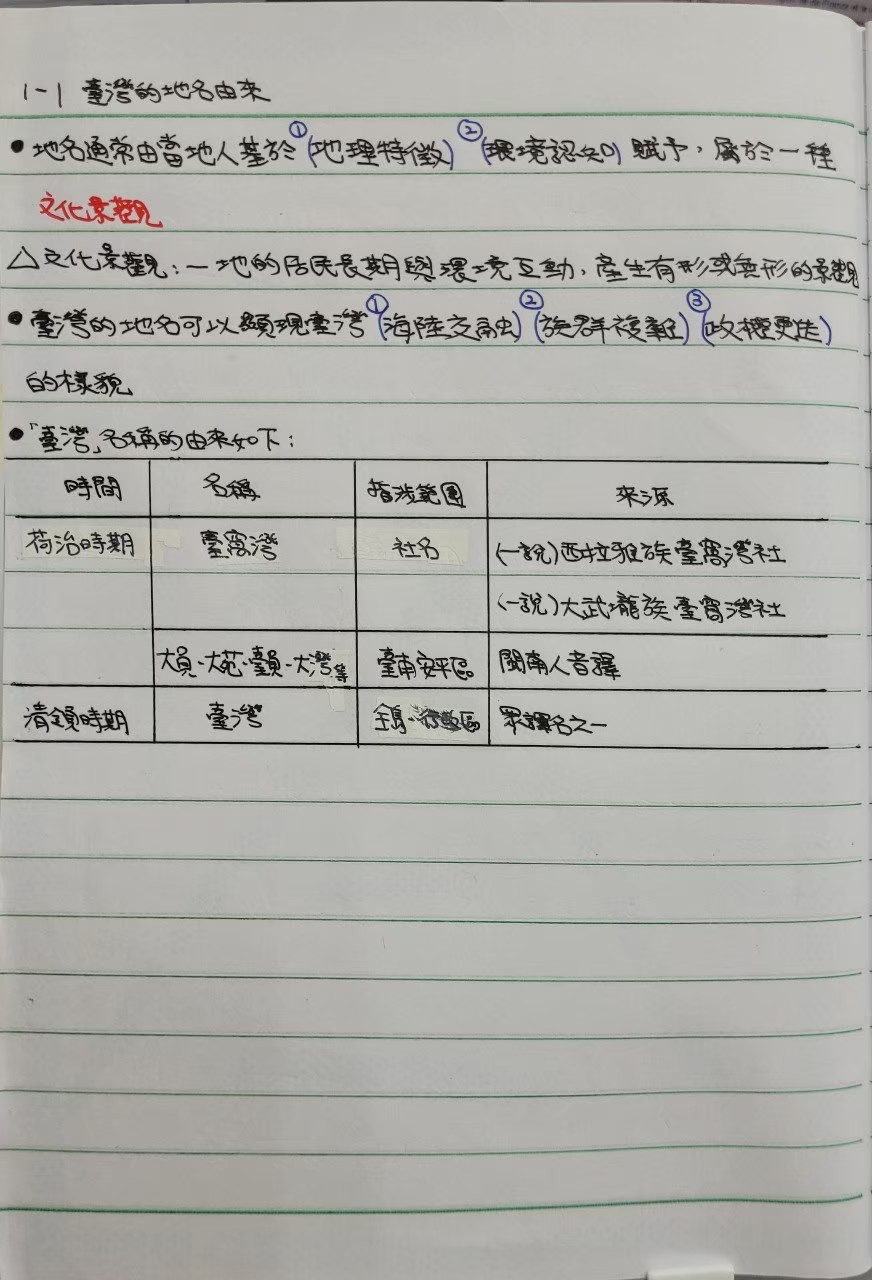 1-1 臺灣的地名由來
• 地名通常由當地人基於①(地理特徵)②(環境認知)賦予，屬於一種
文化景觀
△文化景觀：一地的居民長期與環境互動，產生有形或無形的景觀
• 臺灣的地名可以顯現臺灣①(海陸交融)②(族群複雜)③(政權更迭)
的樣貌
•「臺灣」名稱的由來如下：
時間 名稱 指涉範圍 來源
荷治時期 臺窩灣 社名 (一說)西拉雅族臺窩灣社
(一說)大武壠族臺窩灣社
大員、大苑、臺員、大灣等 臺南安平區 閩南人音譯
清領時期 臺灣 全島、行政區 眾譯名之一